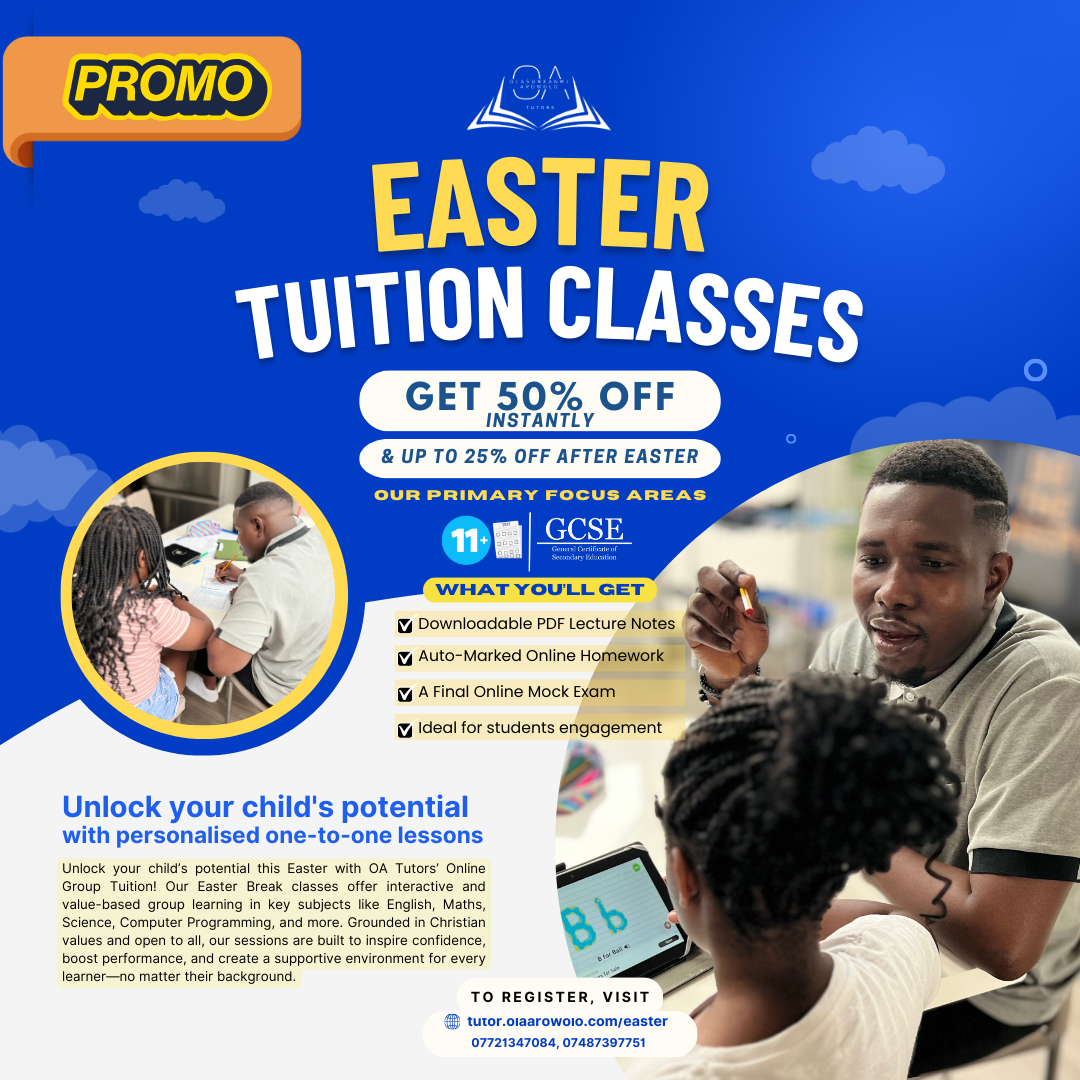 PROMO
OA
OLASUNKANMI
AROWOLO
TUTORS
EASTER
TUITION CLASSES
GET 50% OFF
INSTANTLY
& UP TO 25% OFF AFTER EASTER
OUR PRIMARY FOCUS AREAS
11+
GCSE
General Certificate of
Secondary Education
WHAT YOU'LL GET
Downloadable PDF Lecture Notes
Auto-Marked Online Homework
A Final Online Mock Exam
Ideal for students engagement
Unlock your child's potential
with personalised one-to-one lessons
Unlock your child's potential this Easter with OA Tutors' Online
Group Tuition! Our Easter Break classes offer interactive and
value-based group learning in key subjects like English, Maths,
Science, Computer Programming, and more. Grounded in Christian
values and open to all, our sessions are built to inspire confidence,
boost performance, and create a supportive environment for every
learner—no matter their background.
Bb
B for Ball
TO REGISTER, VISIT
tutor.olaarowolo.com/easter
07721347084, 07487397751